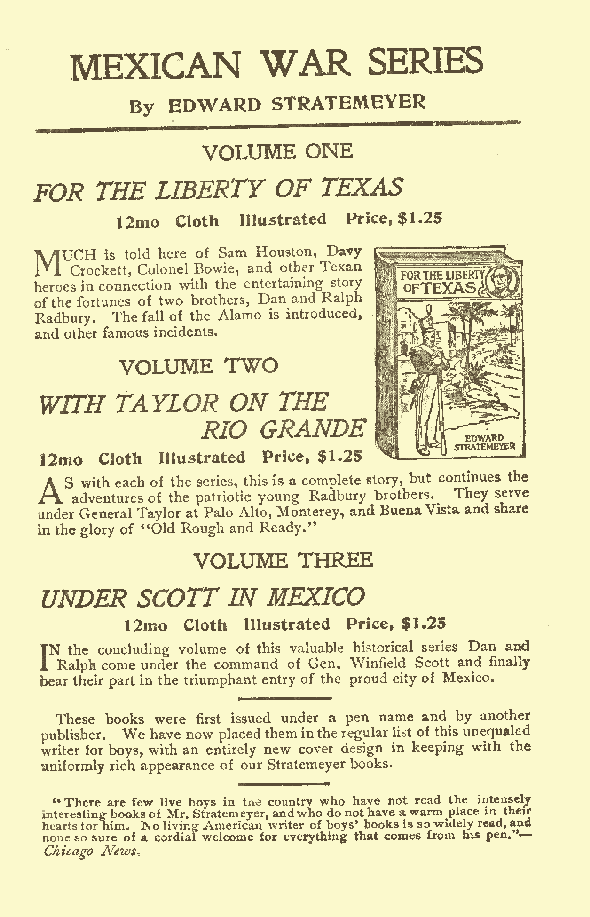 MEXICAN WAR SERIES
By EDWARD STRATEMEYER
VOLUME ONE
FOR THE LIBERTY OF TEXAS
12mo Cloth Illustrated Price, $1.25
MUCH is told here of Sam Houston, Davy
Crockett, Colonel Bowie, and other Texan
heroes in connection with the entertaining story
of the fortunes of two brothers, Dan and Ralph
Radbury. The fall of the Alamo is introduced,
and other famous incidents.
FOR THE LIBERTY
OF TEXAS
EDWARD
STRATEMEYER
VOLUME TWO
WITH TAYLOR ON THE
RIO GRANDE
12mo Cloth Illustrated Price, $1.25
AS with each of the series, this is a complete story, but continues the
adventures of the patriotic young Radbury brothers. They serve
under General Taylor at Palo Alto, Monterey, and Buena Vista and share
in the glory of “Old Rough and Ready.”
VOLUME THREE
UNDER SCOTT IN MEXICO
12mo Cloth Illustrated Price, $1.25
IN the concluding volume of this valuable historical series Dan and
Ralph come under the command of Gen. Winfield Scott and finally
bear their part in the triumphant entry of the proud city of Mexico.
These books were first issued under a pen name and by another
publisher. We have now placed them in the regular list of this unequaled
writer for boys, with an entirely new cover design in keeping with the
uniformly rich appearance of our Stratemeyer books.
“There are few live boys in the country who have not read the intensely
interesting books of Mr. Stratemeyer, and who do not have a warm place in their
hearts for him. No living American writer of boys’ books is so widely read, and
none so sure of a cordial welcome for everything that comes from his pen.”—
Chicago News.